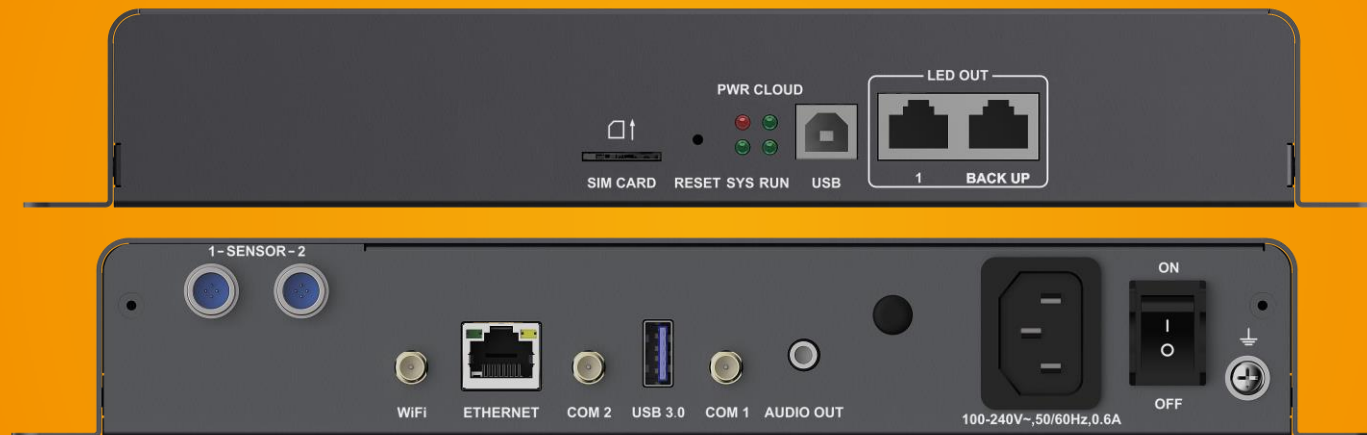 LED OUT
PWR CLOUD
SIM CARD RESET SYS RUN USB 1 BACK UP
1-SENSOR-2
ON
I
O
WiFi ETHERNET COM 2 USB 3.0 COM 1 AUDIO OUT OFF
100-240V~,50/60Hz,0.6A